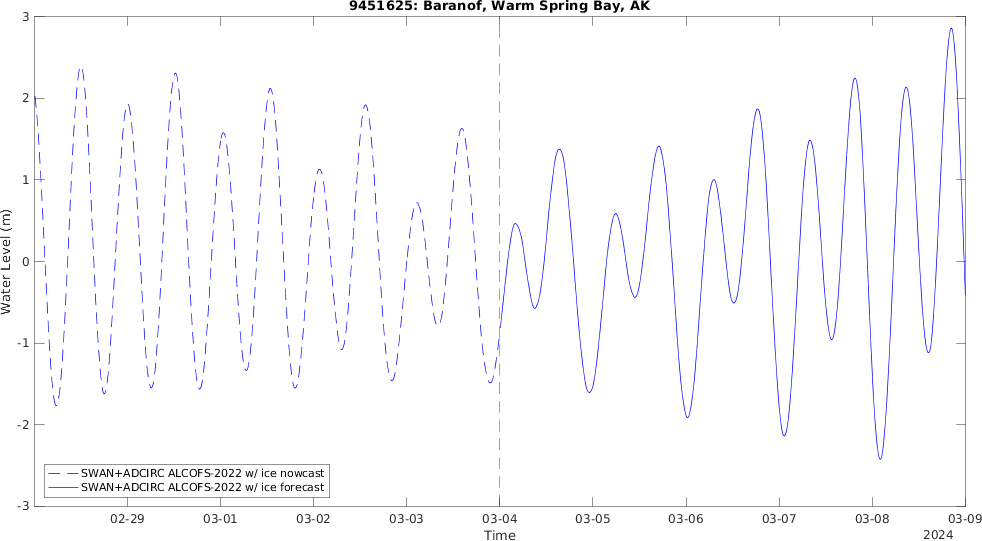 9451625: Baranof, Warm Spring Bay, AK
3
2
1
0
-1
-2
-3
Water Level (m)
SWAN+ADCIRC ALCOFS-2022 w/ ice nowcast
SWAN+ADCIRC ALCOFS-2022 w/ ice forecast
02-29 03-01 03-02 03-03 03-04 03-05 03-06 03-07 03-08 03-09
Time
2024